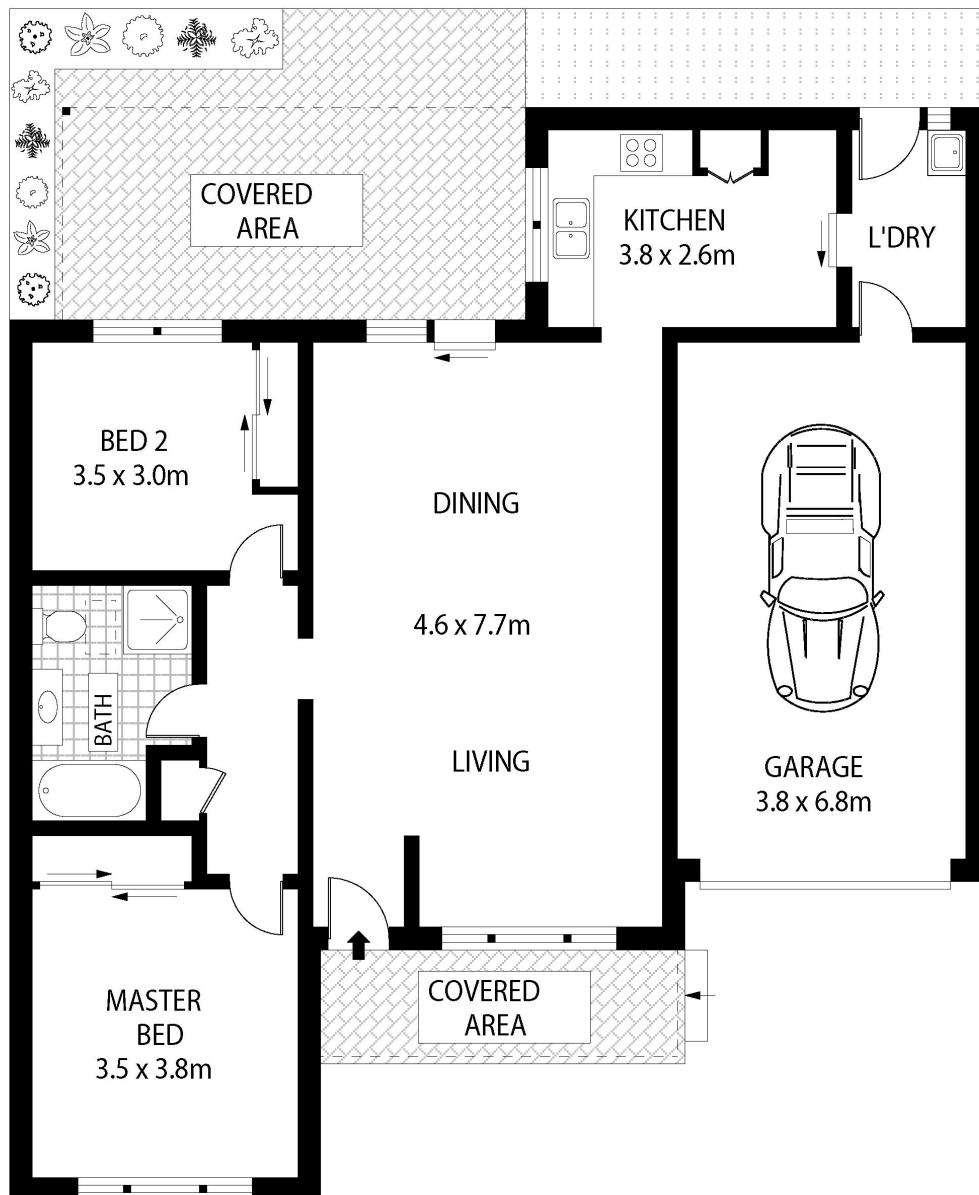 COVERED
AREA
KITCHEN
3.8 x 2.6m
L'DRY
BED 2
3.5 x 3.0m
DINING
4.6 x 7.7m
BATH
LIVING
GARAGE
3.8 x 6.8m
MASTER
BED
3.5 x 3.8m
COVERED
AREA